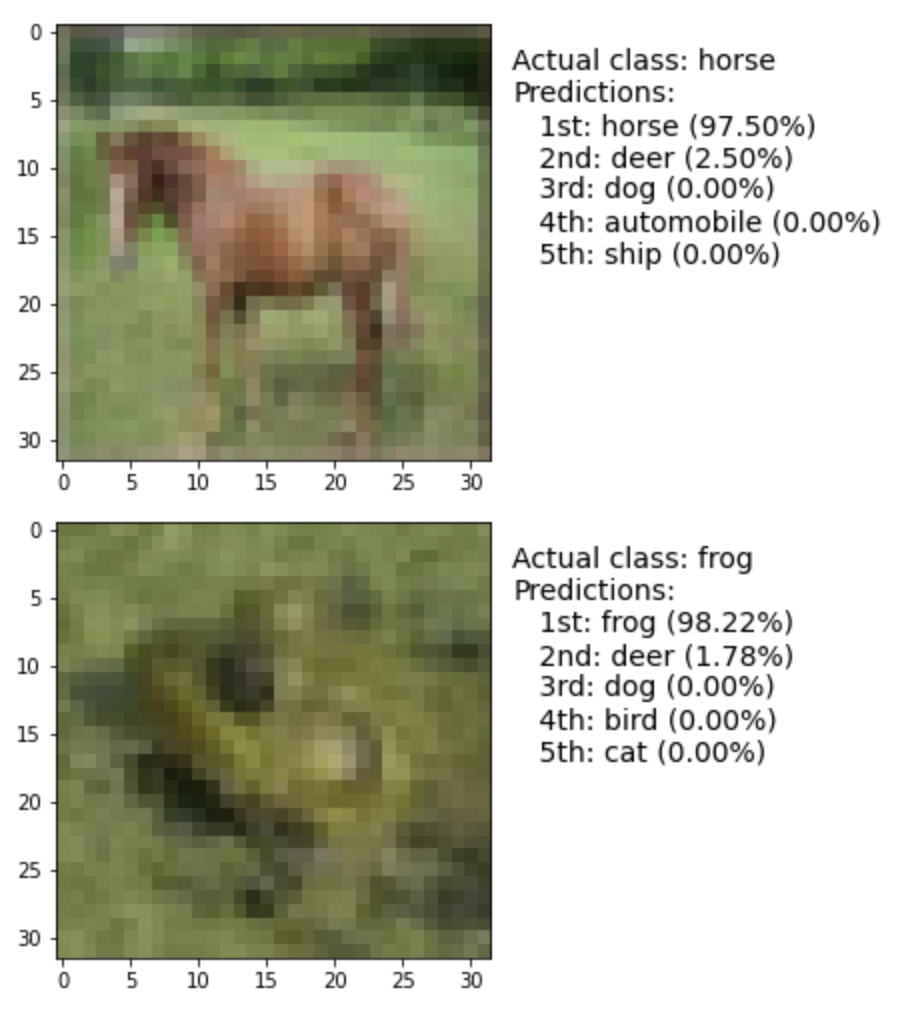 0
5
10
15
20
25
30
0 5 10 15 20 25 30
Actual class: horse
Predictions:
1st: horse (97.50%)
2nd: deer (2.50%)
3rd: dog (0.00%)
4th: automobile (0.00%)
5th: ship (0.00%)
0
5
10
15
20
25
30
0 5 10 15 20 25 30
Actual class: frog
Predictions:
1st: frog (98.22%)
2nd: deer (1.78%)
3rd: dog (0.00%)
4th: bird (0.00%)
5th: cat (0.00%)